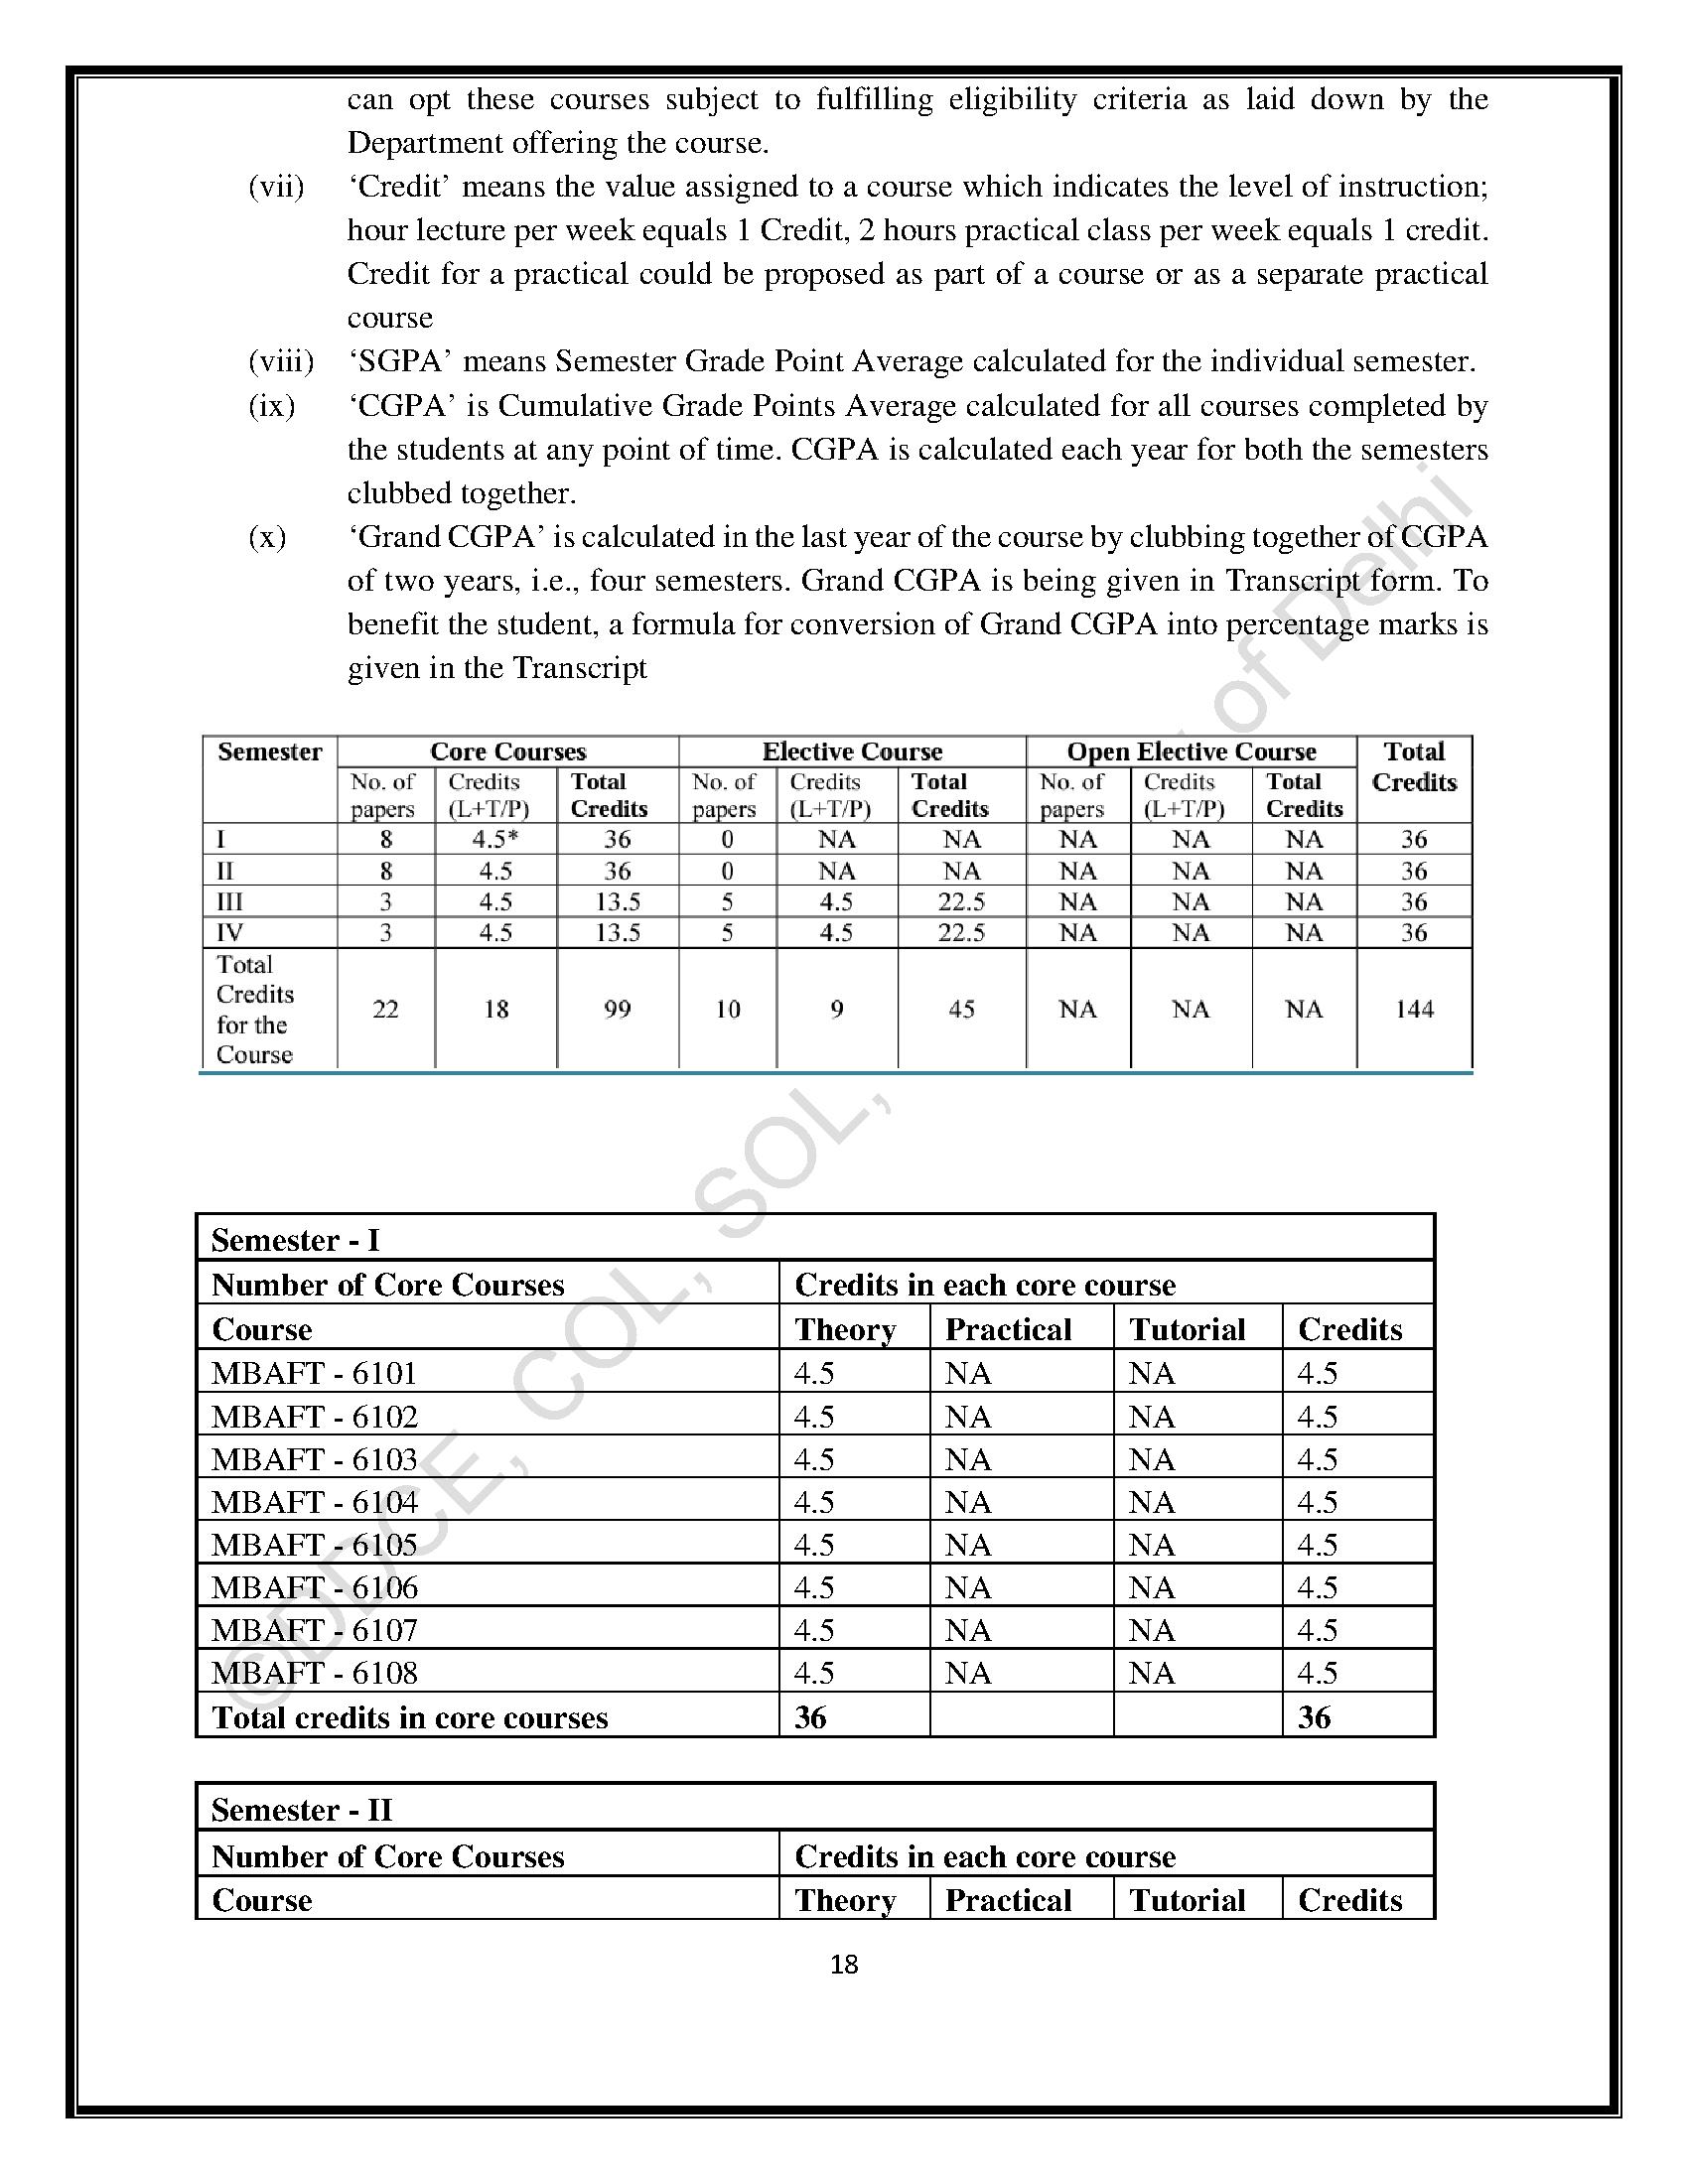 can opt these courses subject to fulfilling eligibility criteria as laid down by the
Department offering the course.
(vii) ‘Credit’ means the value assigned to a course which indicates the level of instruction;
hour lecture per week equals 1 Credit, 2 hours practical class per week equals 1 credit.
Credit for a practical could be proposed as part of a course or as a separate practical
course
(viii) ‘SGPA’ means Semester Grade Point Average calculated for the individual semester.
(ix) ‘CGPA’ is Cumulative Grade Points Average calculated for all courses completed by
the students at any point of time. CGPA is calculated each year for both the semesters
clubbed together.
(x) ‘Grand CGPA’ is calculated in the last year of the course by clubbing together of CGPA
of two years, i.e., four semesters. Grand CGPA is being given in Transcript form. To
benefit the student, a formula for conversion of Grand CGPA into percentage marks is
given in the Transcript
Semester Core Courses Elective Course Open Elective Course Total
No. of Credits Total No. of Credits Total No. of Credits Total Credits
papers (L+T/P) Credits papers (L+T/P) Credits papers (L+T/P) Credits
I 8 4.5* 36 0 NA NA NA NA NA 36
II 8 4.5 36 0 NA NA NA NA NA 36
III 3 4.5 13.5 5 4.5 22.5 NA NA NA 36
IV 3 4.5 13.5 5 4.5 22.5 NA NA NA 36
Total
Credits
for the
Course 22 18 99 10 9 45 NA NA NA 144
Semester - I
Number of Core Courses Credits in each core course
Course Theory Practical Tutorial Credits
MBAFT - 6101 4.5 NA NA 4.5
MBAFT - 6102 4.5 NA NA 4.5
MBAFT - 6103 4.5 NA NA 4.5
MBAFT - 6104 4.5 NA NA 4.5
MBAFT - 6105 4.5 NA NA 4.5
MBAFT - 6106 4.5 NA NA 4.5
MBAFT - 6107 4.5 NA NA 4.5
MBAFT - 6108 4.5 NA NA 4.5
Total credits in core courses 36 36
Semester - II
Number of Core Courses Credits in each core course
Course Theory Practical Tutorial Credits
18
©DDCE, COL, SOL, of Delhi